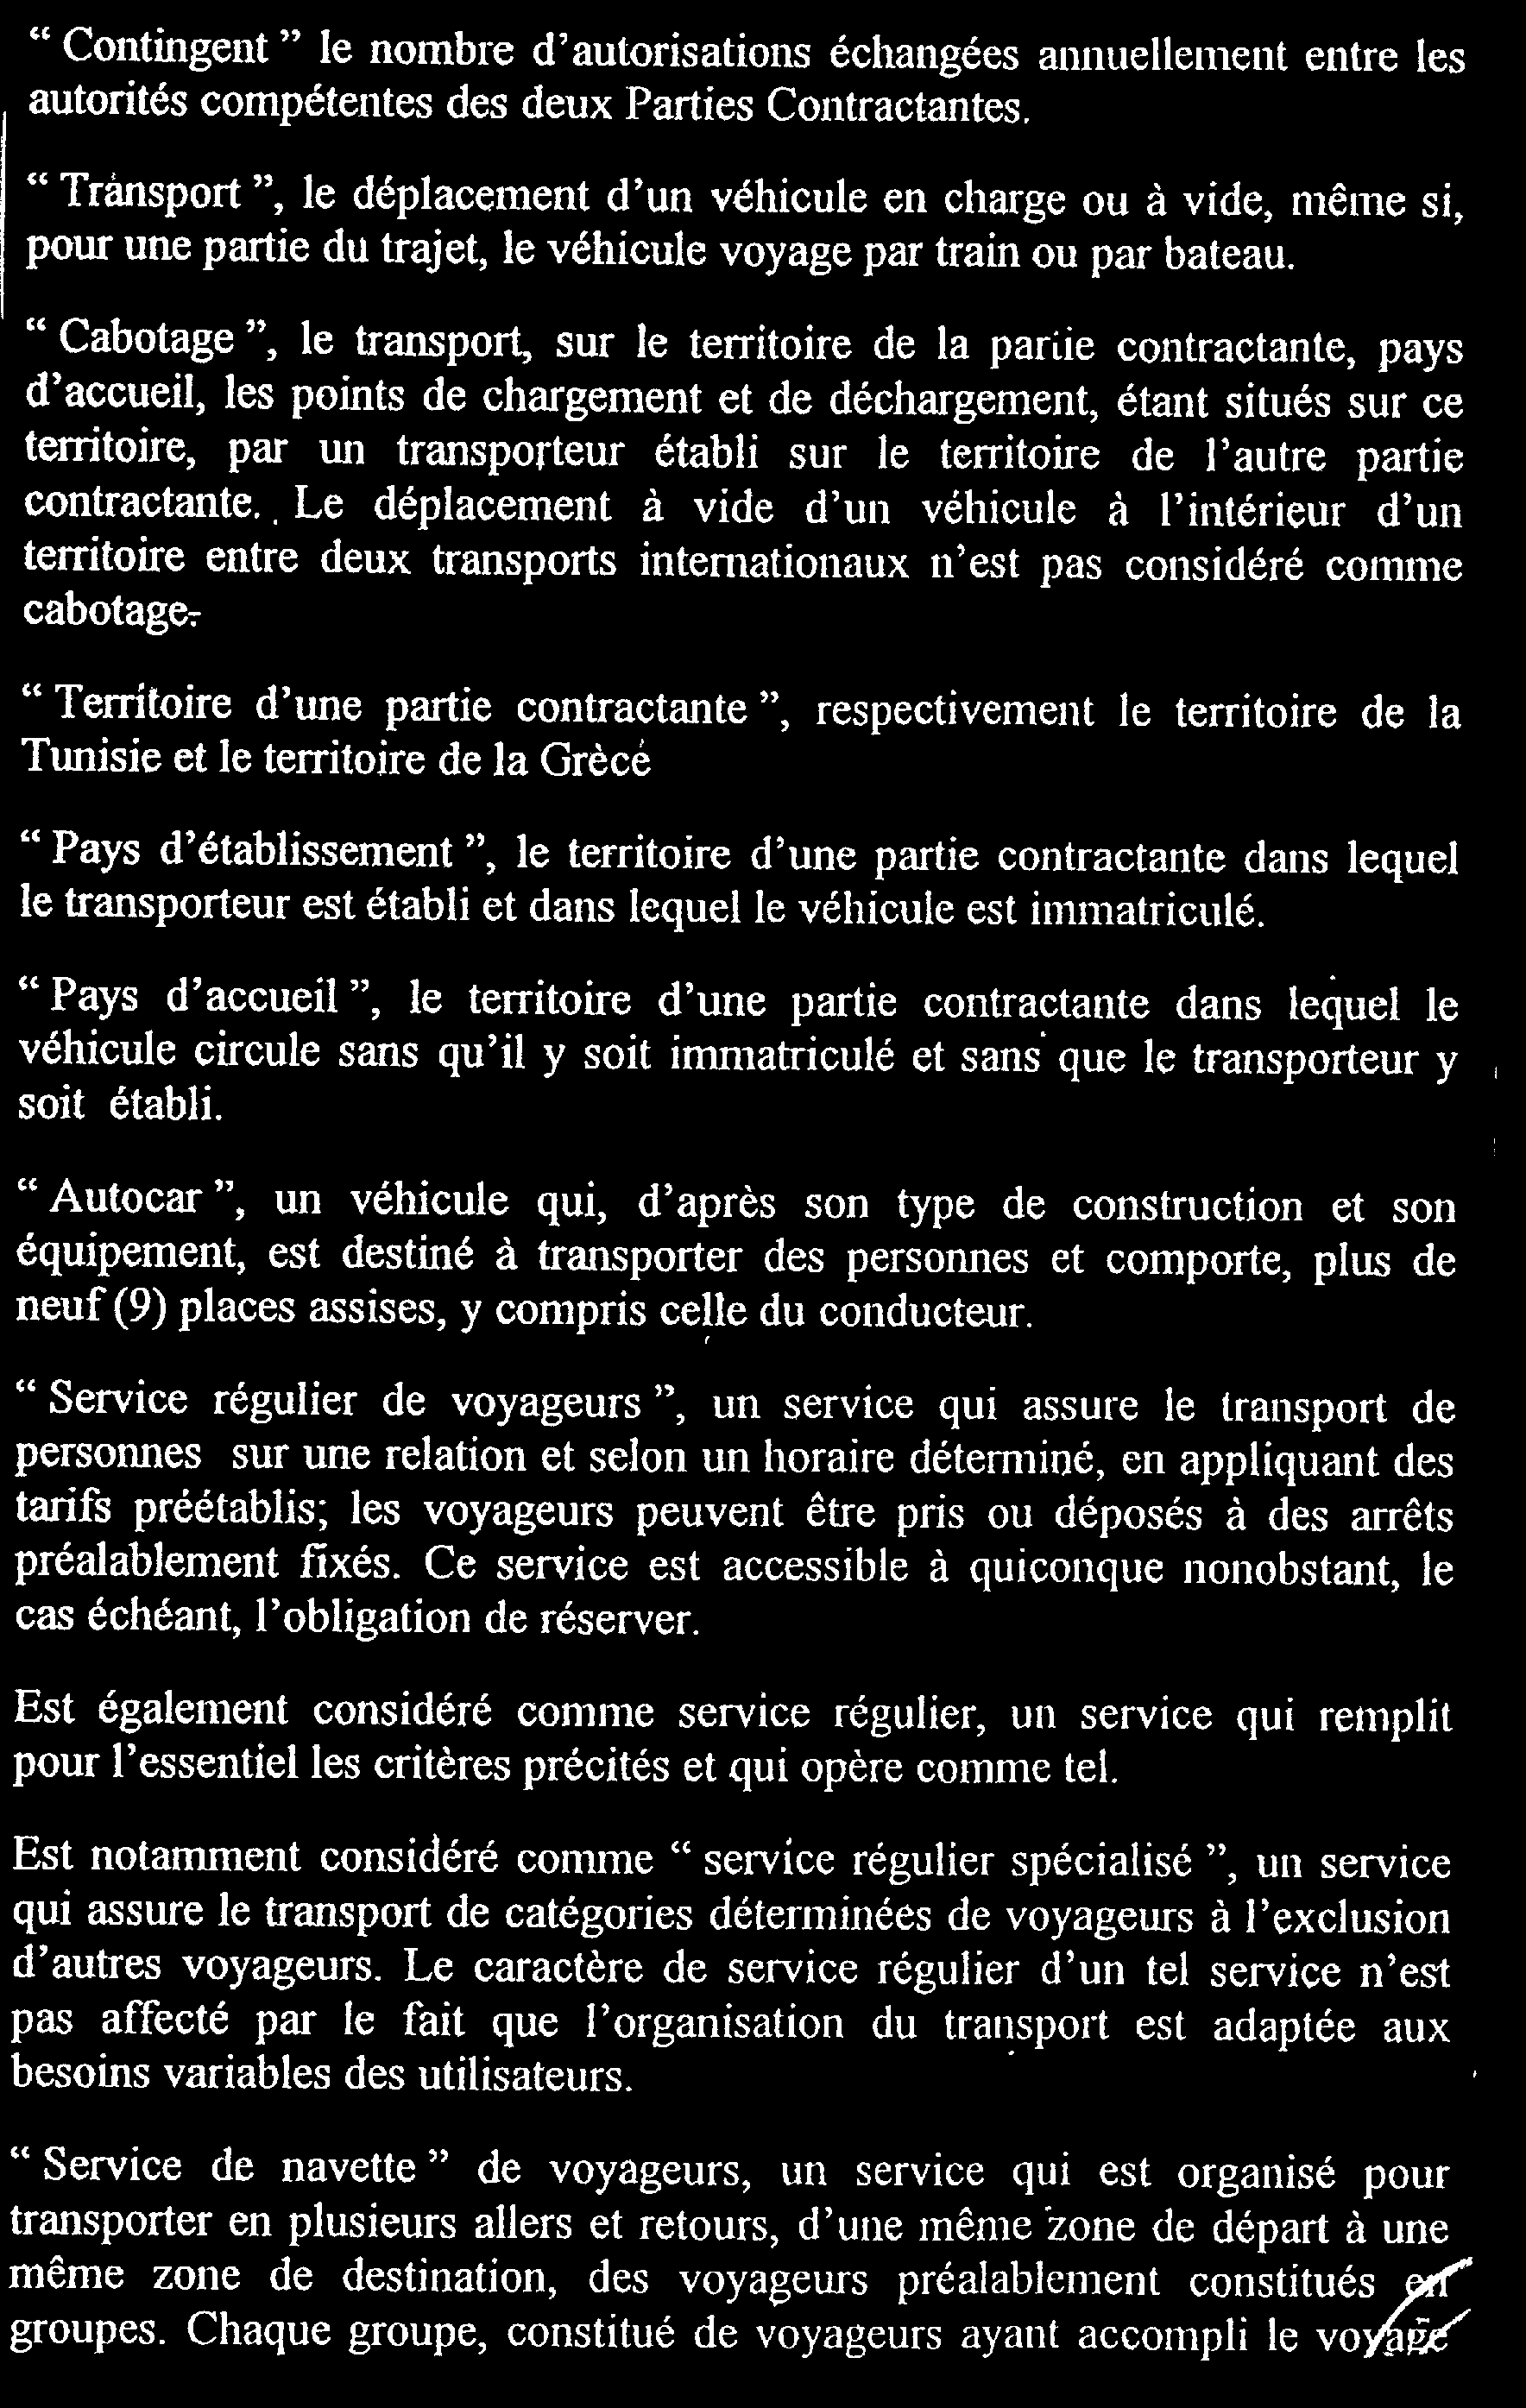 “ Contingent ” le nombre d’autorisations échangées annuellement entre les
autorités compétentes des deux Parties Contractantes.
“ Transport ”, le déplacement d’un véhicule en charge ou à vide, même si,
pour une partie du trajet, le véhicule voyage par train ou par bateau.
“ Cabotage ”, le transport, sur le territoire de la partie contractante, pays
d’accueil, les points de chargement et de déchargement, étant situés sur ce
territoire, par un transporteur établi sur le territoire de l’autre partie
contractante. Le déplacement à vide d’un véhicule à l’intérieur d’un
territoire entre deux transports internationaux n’est pas considéré comme
cabotage.
“ Territoire d’une partie contractante ”, respectivement le territoire de la
Tunisie et le territoire de la Grèce
“ Pays d’établissement ”, le territoire d’une partie contractante dans lequel
le transporteur est établi et dans lequel le véhicule est immatriculé.
“ Pays d’accueil ”, le territoire d’une partie contractante dans lequel le
véhicule circule sans qu’il y soit immatriculé et sans que le transporteur y
soit établi.
“ Autocar ”, un véhicule qui, d’après son type de construction et son
équipement, est destiné à transporter des personnes et comporte, plus de
neuf (9) places assises, y compris celle du conducteur.
“ Service régulier de voyageurs ”, un service qui assure le transport de
personnes sur une relation et selon un horaire déterminé, en appliquant des
tarifs préétablis; les voyageurs peuvent être pris ou déposés à des arrêts
préalablement fixés. Ce service est accessible à quiconque nonobstant, le
cas échéant, l’obligation de réserver.
Est également considéré comme service régulier, un service qui remplit
pour l’essentiel les critères précités et qui opère comme tel.
Est notamment considéré comme “ service régulier spécialisé ”, un service
qui assure le transport de catégories déterminées de voyageurs à l’exclusion
d’autres voyageurs. Le caractère de service régulier d’un tel service n’est
pas affecté par le fait que l’organisation du transport est adaptée aux
besoins variables des utilisateurs.
“ Service de navette ” de voyageurs, un service qui est organisé pour
transporter en plusieurs allers et retours, d’une même zone de départ à une
même zone de destination, des voyageurs préalablement constitués en
groupes. Chaque groupe, constitué de voyageurs ayant accompli le voyage